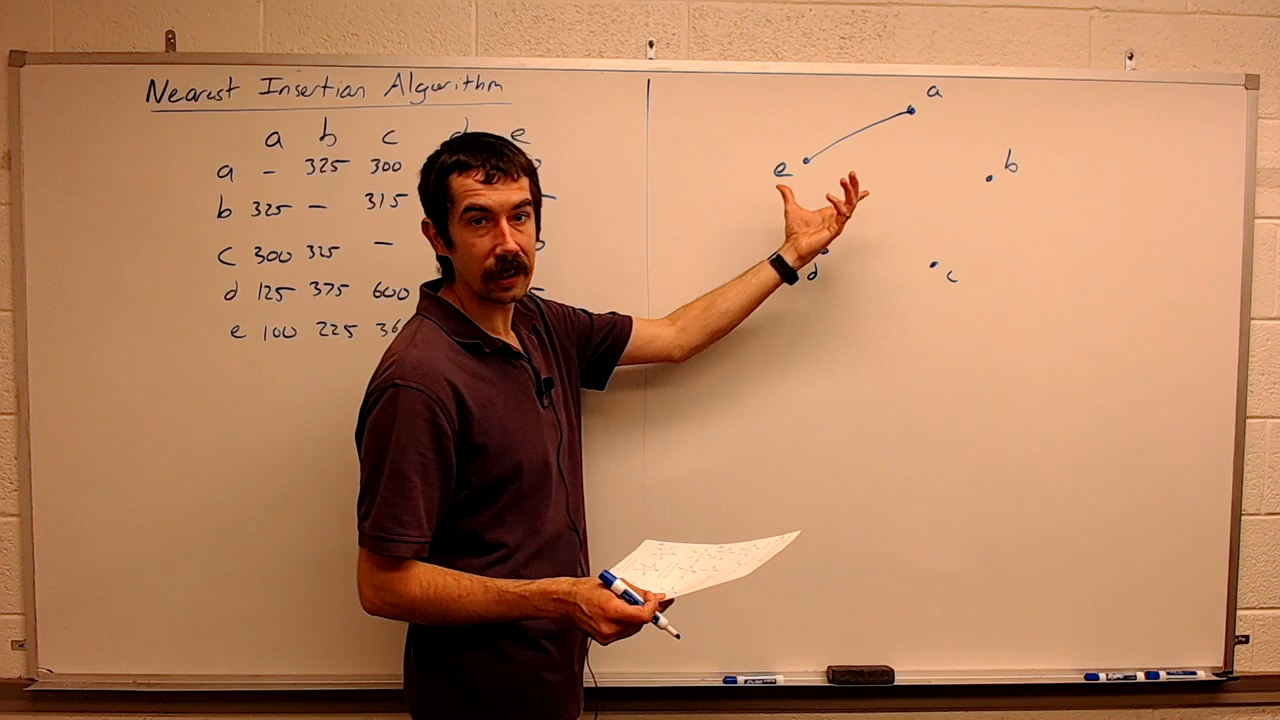 Nearest Insertion Algorithm
a b c d e
a - 325 300
b 325 - 315 -
c 300 325 -
d 125 375 600 -
e 100 225
a
e
b
d
c